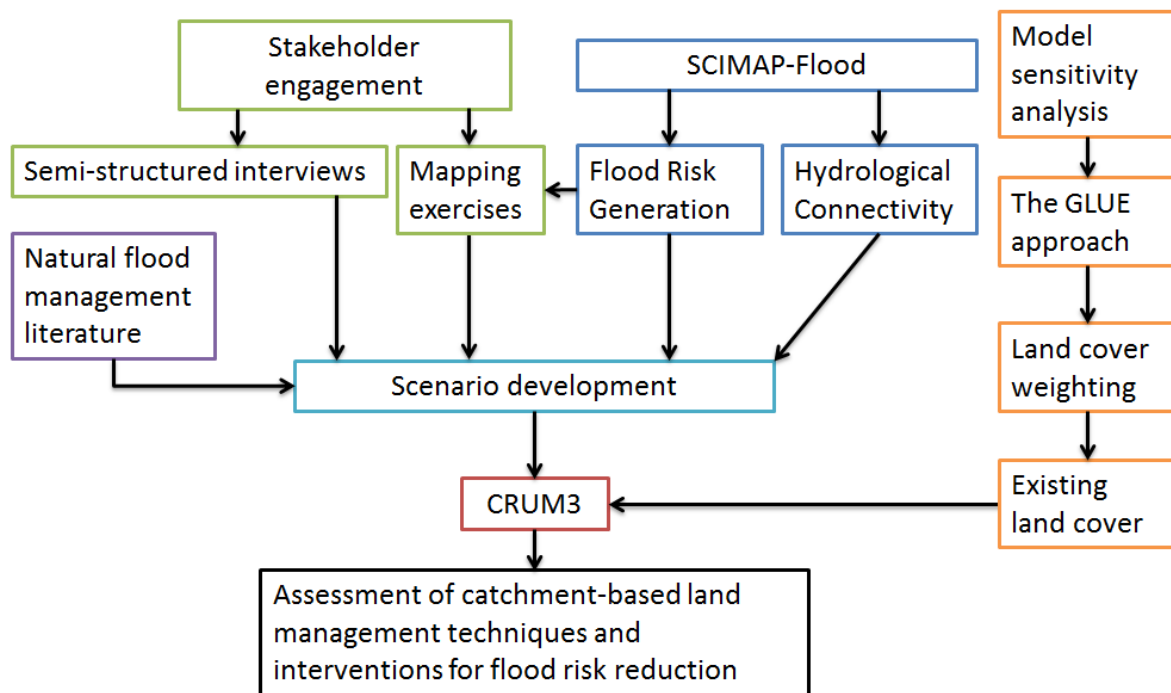 Stakeholder
engagement
SCIMAP-Flood
Model
sensitivity
analysis
Semi-structured interviews
Mapping
exercises
Flood Risk
Generation
Hydrological
Connectivity
The GLUE
approach
Natural flood
management
literature
Land cover
weighting
Scenario development
Existing
land cover
CRUM3
Assessment of catchment-based land
management techniques and
interventions for flood risk reduction